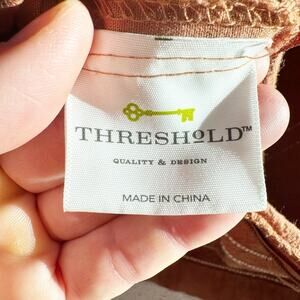 THRESHOLD™
QUALITY & DESIGN
MADE IN CHINA